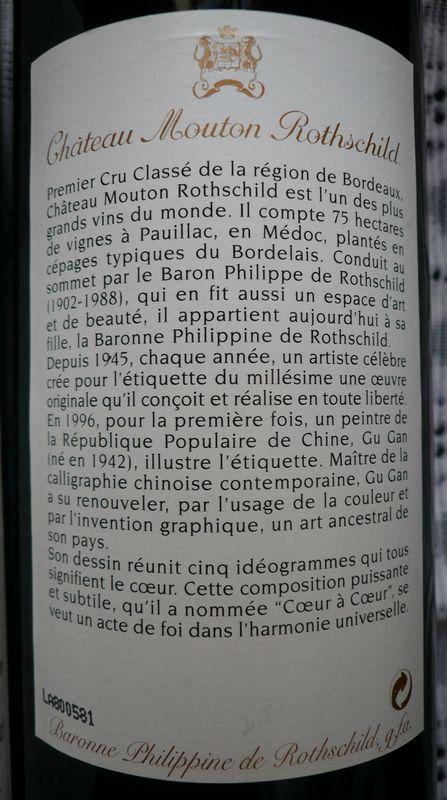 Château Mouton Rothschild
Premier Cru Classé de la région de Bordeaux,
Château Mouton Rothschild est l'un des plus
grands vins du monde. Il compte 75 hectares
de vignes à Pauillac, en Médoc, plantés en
cépages typiques du Bordelais. Conduit au
sommet par le Baron Philippe de Rothschild
(1902-1988), qui en fit aussi un espace d'art
et de beauté, il appartient aujourd'hui à sa
fille, la Baronne Philippine de Rothschild.
Depuis 1945, chaque année, un artiste célèbre
crée pour l'étiquette du millésime une œuvre
originale qu'il conçoit et réalise en toute liberté.
En 1996, pour la première fois, un peintre de
la République Populaire de Chine, Gu Gan
(né en 1942), illustre l'étiquette. Maître de la
calligraphie chinoise contemporaine, Gu Gan
a su renouveler, par l'usage de la couleur et
par l'invention graphique, un art ancestral de
son pays.
Son dessin réunit cinq idéogrammes qui tous
signifient le cœur. Cette composition puissante
et subtile, qu'il a nommée "Cœur à Cœur", se
veut un acte de foi dans l'harmonie universelle.
LA800581
Baronne Philippine de Rothschild, g.f.a.